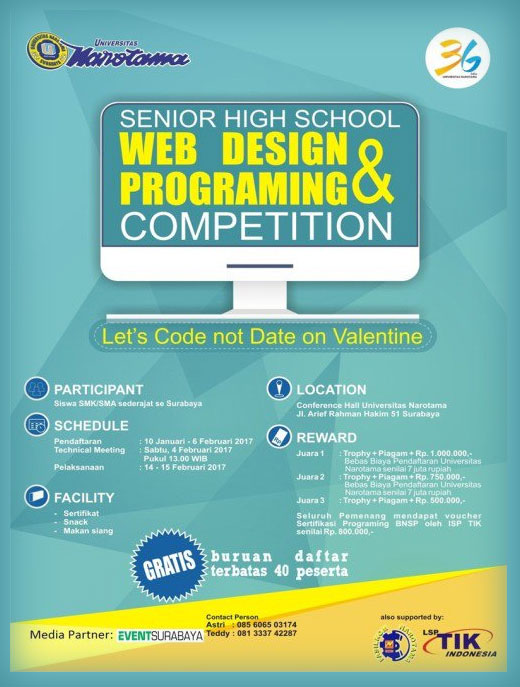 UNIVERSITAS
Narotama
36
UNIVERSITAS NAROTAMA
SENIOR HIGH SCHOOL
WEB DESIGN
PROGRAMING &
COMPETITION
Let's Code not Date on Valentine
PARTICIPANT
Siswa SMK/SMA sederajat se Surabaya
SCHEDULE
Pendaftaran : 10 Januari - 6 Februari 2017
Technical Meeting : Sabtu, 4 Februari 2017
Pukul 13.00 WIB
Pelaksanaan : 14 - 15 Februari 2017
FACILITY
- Sertifikat
- Snack
- Makan siang
LOCATION
Conference Hall Universitas Narotama
Jl. Arief Rahman Hakim 51 Surabaya
REWARD
Juara 1 : Trophy + Piagam + Rp. 1.000.000,-
Bebas Biaya Pendaftaran Universitas
Narotama senilai 7 juta rupiah
Juara 2 : Trophy + Piagam + Rp. 750.000,-
Bebas Biaya Pendaftaran Universitas
Narotama senilai 7 juta rupiah
Juara 3 : Trophy + Piagam + Rp. 500.000,-
Seluruh Pemenang mendapat voucher
Sertifikasi Programing BNSP oleh lSP TIK
senilai Rp. 800.000,-
GRATIS
buruan daftar
terbatas 40 peserta
Media Partner: EVENTSURABAYA
Contact Person
Astri : 085 6065 03174
Teddy : 081 3337 42287
also supported by:
LSP
TIK
INDONESIA